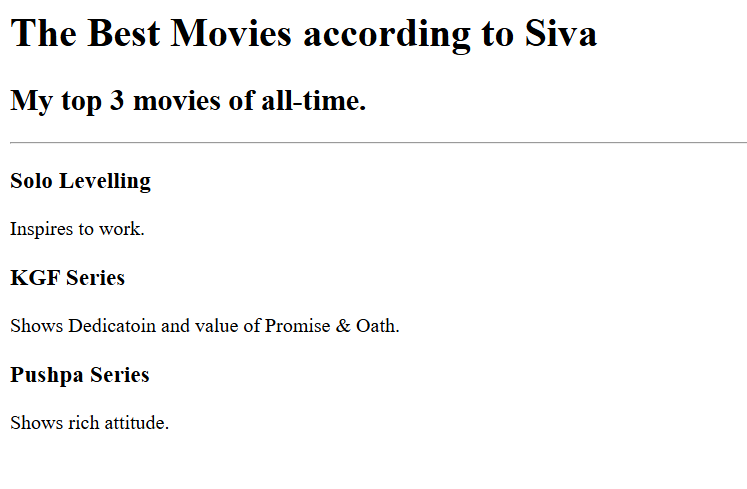 The Best Movies according to Siva
My top 3 movies of all-time.
Solo Levelling
Inspires to work.
KGF Series
Shows Dedicatoin and value of Promise & Oath.
Pushpa Series
Shows rich attitude.